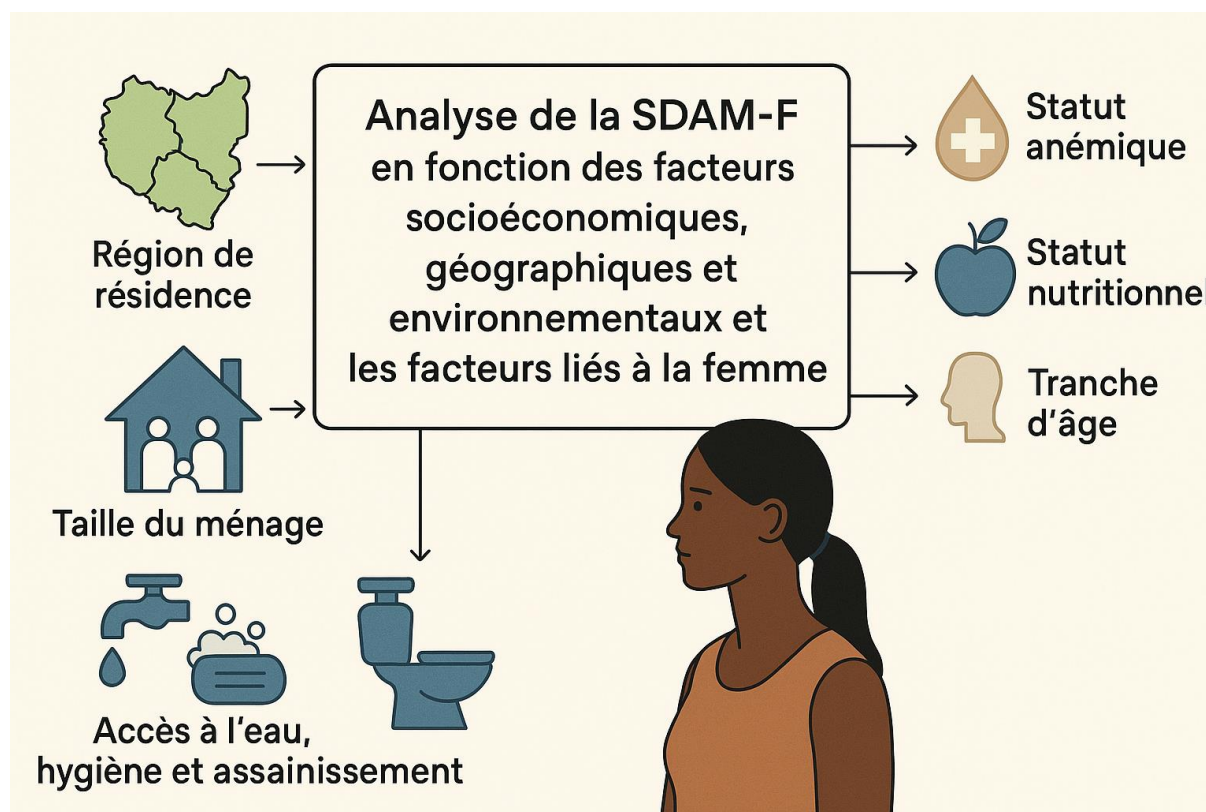 Analyse de la SDAM-F
en fonction des facteurs
socioéconomiques,
géographiques et
environnementaux et
les facteurs liés à la femme
Région de
résidence
Taille du ménage
Accès à l'eau,
hygiène et assainissement
Statut
anémique
Statut
nutritionnel
Tranche
d'âge